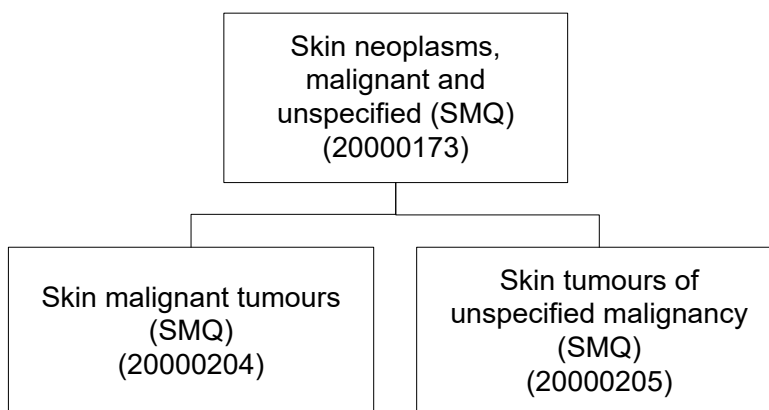 Skin neoplasms,
malignant and
unspecified (SMQ)
(20000173)
Skin malignant tumours
(SMQ)
(20000204)
Skin tumours of
unspecified malignancy
(SMQ)
(20000205)